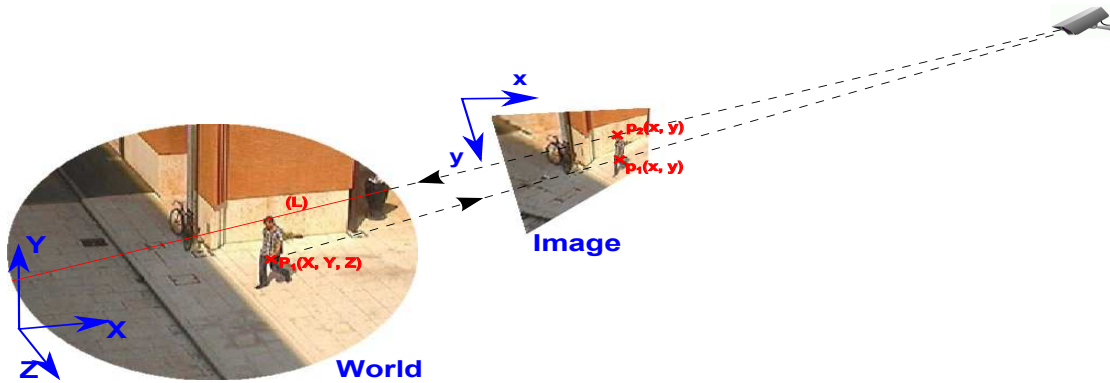 x
y
p₂(x, y)
p₁(x, y)
Image
(L)
P₁(X, Y, Z)
Y
X
Z
World